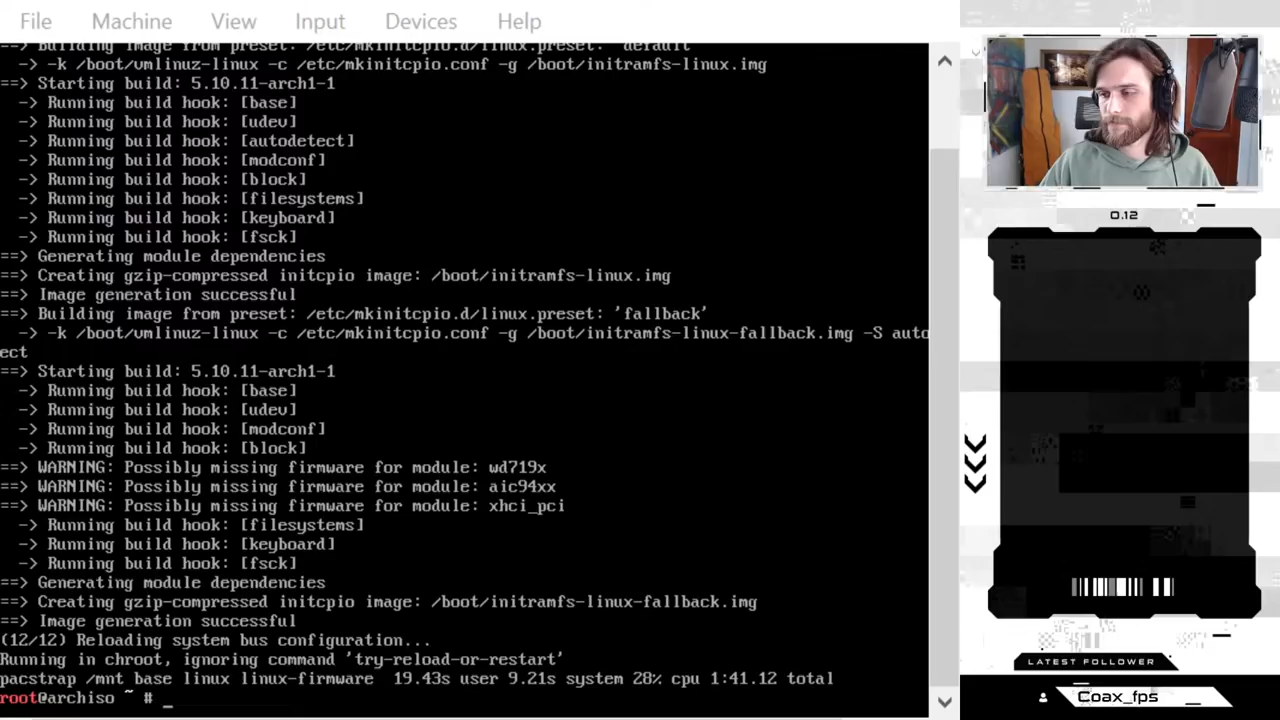 File Machine View Input Devices Help
==> Building image from preset: /etc/mkinitcpio.d/linux.preset: 'default'
  -> -k /boot/vmlinuz-linux -c /etc/mkinitcpio.conf -g /boot/initramfs-linux.img
==> Starting build: 5.10.11-arch1-1
  -> Running build hook: [base]
  -> Running build hook: [udev]
  -> Running build hook: [autodetect]
  -> Running build hook: [modconf]
  -> Running build hook: [block]
  -> Running build hook: [filesystems]
  -> Running build hook: [keyboard]
  -> Running build hook: [fsck]
==> Generating module dependencies
==> Creating gzip-compressed initcpio image: /boot/initramfs-linux.img
==> Image generation successful
==> Building image from preset: /etc/mkinitcpio.d/linux.preset: 'fallback'
  -> -k /boot/vmlinuz-linux -c /etc/mkinitcpio.conf -g /boot/initramfs-linux-fallback.img -S auto
ect
==> Starting build: 5.10.11-arch1-1
  -> Running build hook: [base]
  -> Running build hook: [udev]
  -> Running build hook: [modconf]
  -> Running build hook: [block]
==> WARNING: Possibly missing firmware for module: wd719x
==> WARNING: Possibly missing firmware for module: aic94xx
==> WARNING: Possibly missing firmware for module: xhci_pci
  -> Running build hook: [filesystems]
  -> Running build hook: [keyboard]
  -> Running build hook: [fsck]
==> Generating module dependencies
==> Creating gzip-compressed initcpio image: /boot/initramfs-linux-fallback.img
==> Image generation successful
(12/12) Reloading system bus configuration...
Running in chroot, ignoring command 'try-reload-or-restart'
pacstrap /mnt base linux linux-firmware  19.43s user 9.21s system 28% cpu 1:41.12 total
root@archiso ~ # _
0.12
LATEST FOLLOWER
Coax_fps